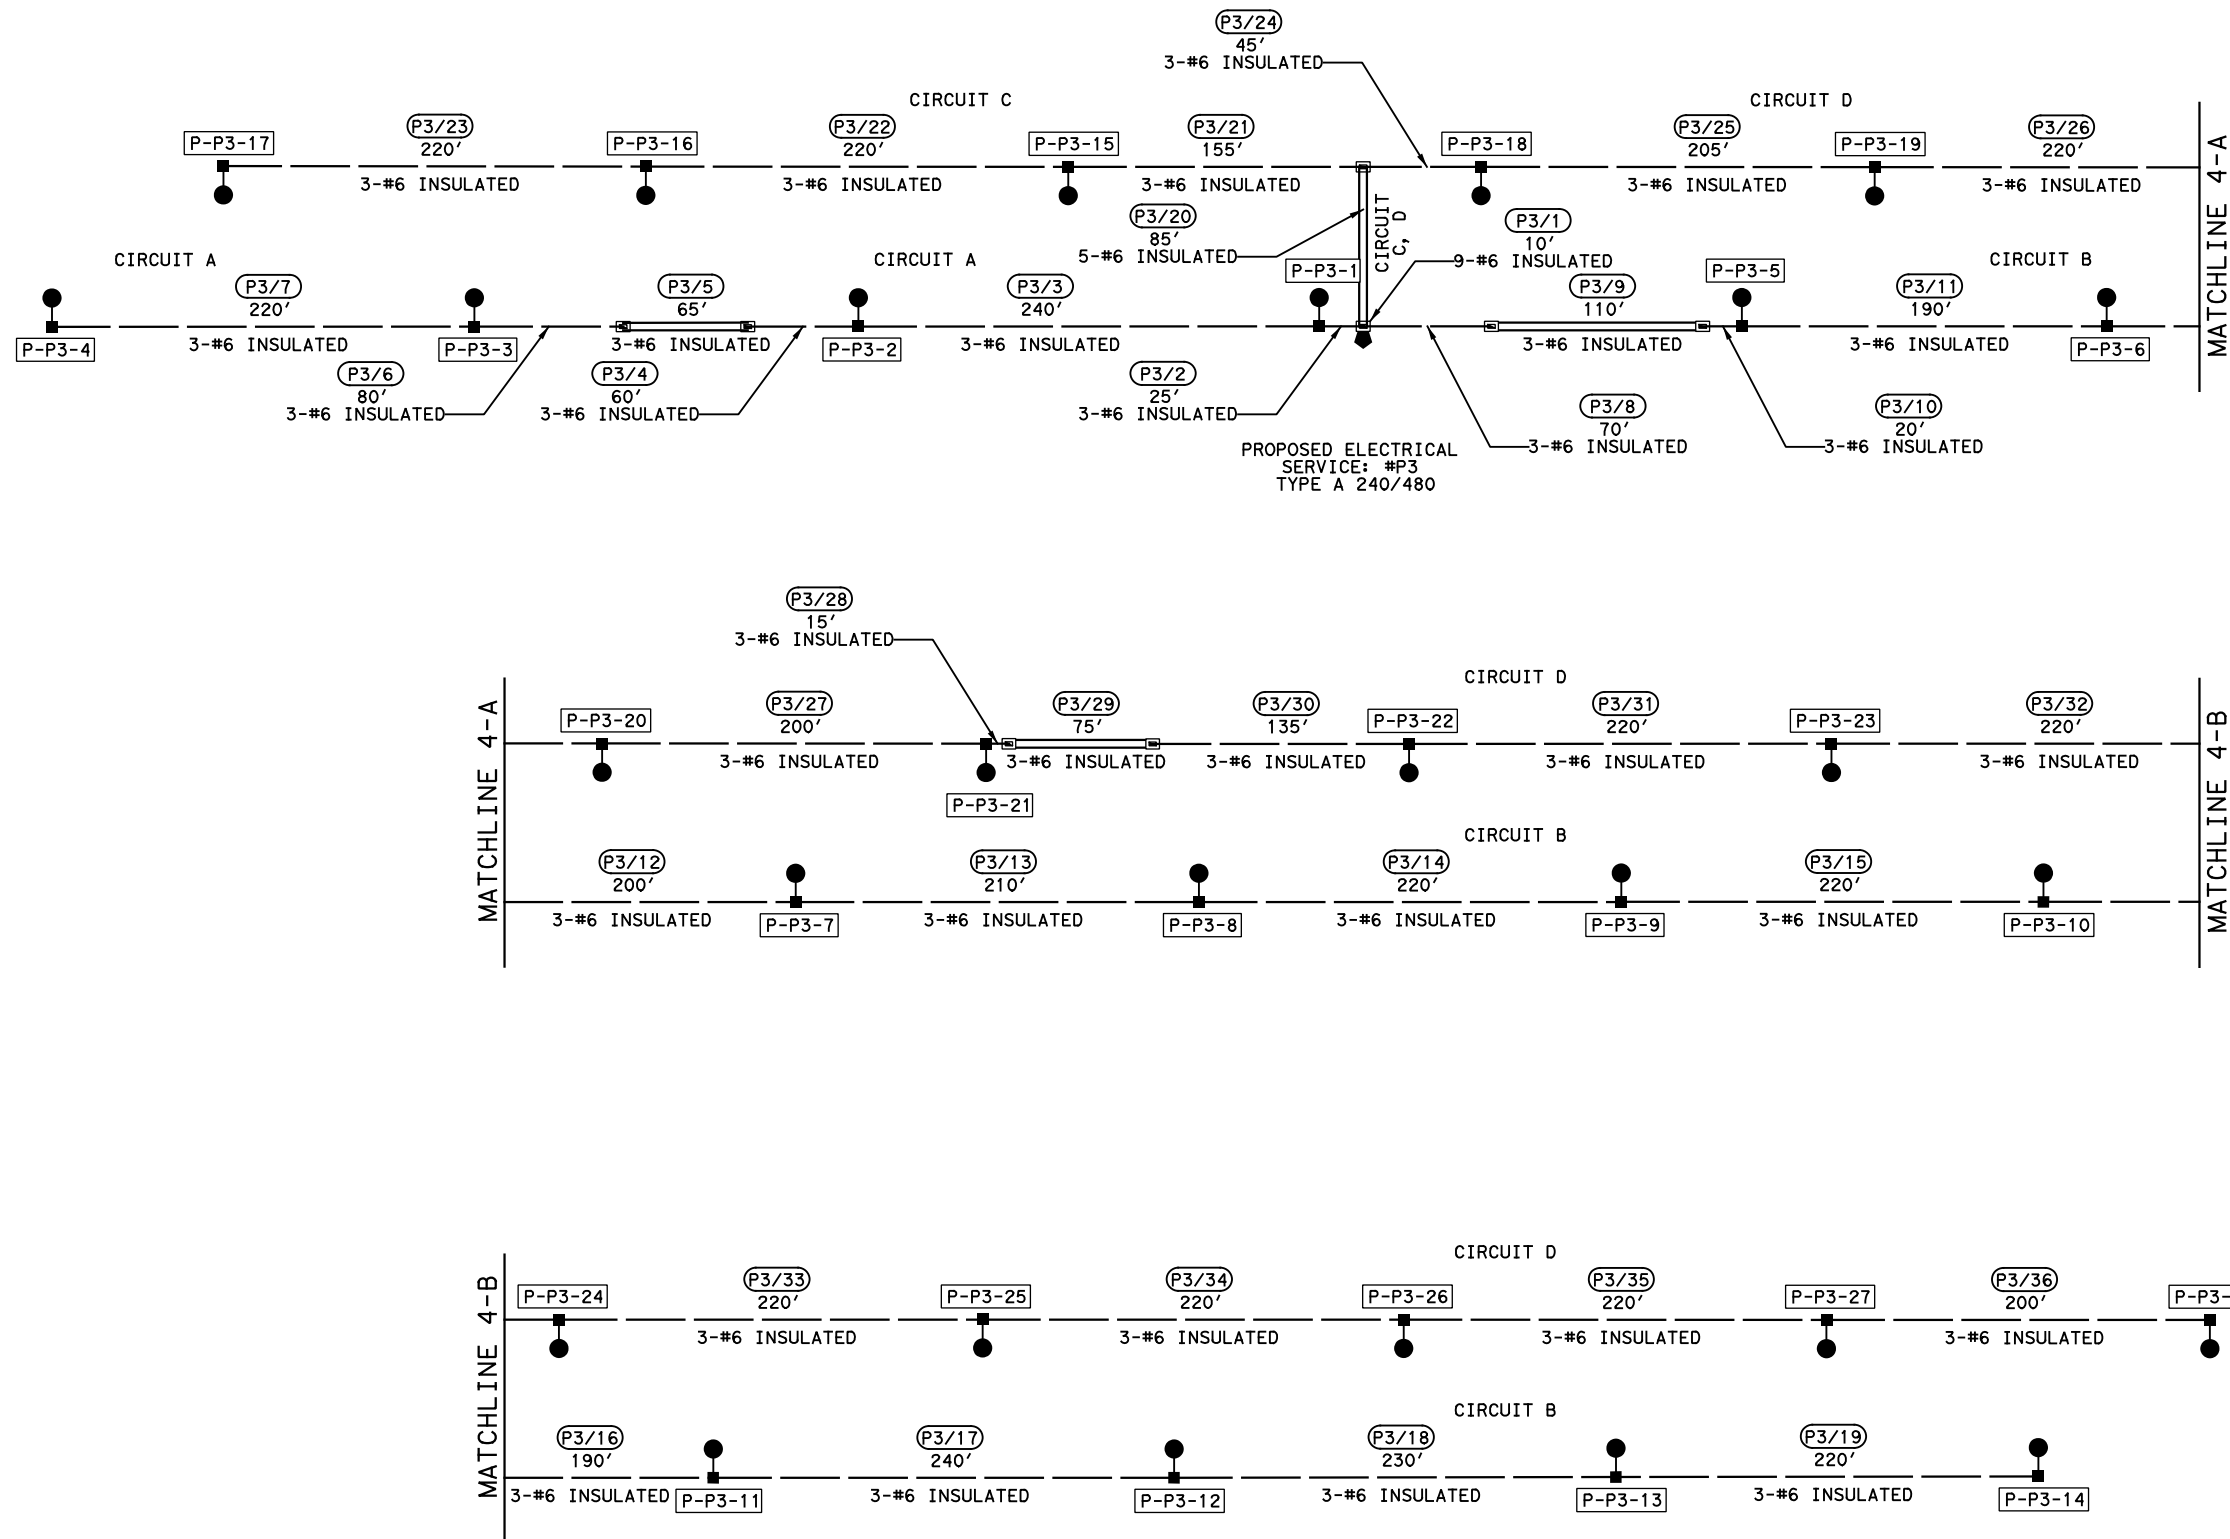 P3/24
45′
3-#6 INSULATED
CIRCUIT C
CIRCUIT D
P-P3-17
P3/23
220′
3-#6 INSULATED
P-P3-16
P3/22
220′
3-#6 INSULATED
P-P3-15
P3/21
155′
3-#6 INSULATED
P-P3-18
P3/25
205′
3-#6 INSULATED
P-P3-19
P3/26
220′
3-#6 INSULATED
MATCHLINE 4-A
P3/20
85′
5-#6 INSULATED
CIRCUIT
C, D
P3/1
10′
9-#6 INSULATED
CIRCUIT A
P3/7
220′
3-#6 INSULATED
P-P3-4
P-P3-3
P3/5
65′
3-#6 INSULATED
CIRCUIT A
P-P3-2
P3/3
240′
3-#6 INSULATED
P-P3-1
P3/9
110′
3-#6 INSULATED
P-P3-5
CIRCUIT B
P3/11
190′
3-#6 INSULATED
P-P3-6
P3/6
80′
3-#6 INSULATED
P3/4
60′
3-#6 INSULATED
P3/2
25′
3-#6 INSULATED
P3/8
70′
3-#6 INSULATED
P3/10
20′
3-#6 INSULATED
PROPOSED ELECTRICAL
SERVICE: #P3
TYPE A 240/480
P3/28
15′
3-#6 INSULATED
MATCHLINE 4-A
CIRCUIT D
P-P3-20
P3/27
200′
3-#6 INSULATED
P-P3-21
P3/29
75′
3-#6 INSULATED
P3/30
135′
3-#6 INSULATED
P-P3-22
P3/31
220′
3-#6 INSULATED
P-P3-23
P3/32
220′
3-#6 INSULATED
MATCHLINE 4-B
CIRCUIT B
P3/12
200′
3-#6 INSULATED
P-P3-7
P3/13
210′
3-#6 INSULATED
P-P3-8
P3/14
220′
3-#6 INSULATED
P-P3-9
P3/15
220′
3-#6 INSULATED
P-P3-10
MATCHLINE 4-B
CIRCUIT D
P-P3-24
P3/33
220′
3-#6 INSULATED
P-P3-25
P3/34
220′
3-#6 INSULATED
P-P3-26
P3/35
220′
3-#6 INSULATED
P-P3-27
P3/36
200′
3-#6 INSULATED
P-P3-
CIRCUIT B
P3/16
190′
3-#6 INSULATED
P-P3-11
P3/17
240′
3-#6 INSULATED
P-P3-12
P3/18
230′
3-#6 INSULATED
P-P3-13
P3/19
220′
3-#6 INSULATED
P-P3-14